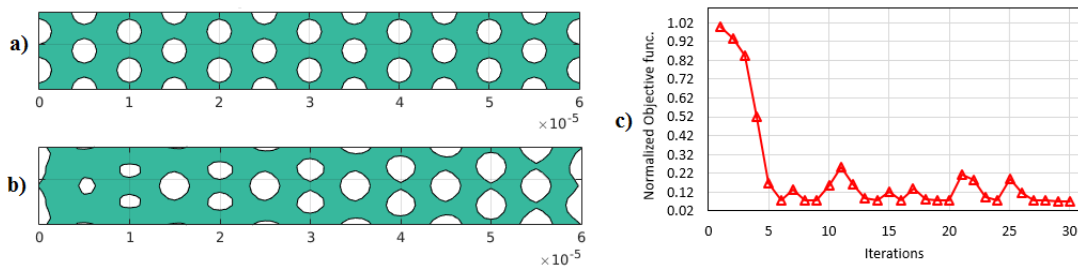 a)
0 1 2 3 4 5 6
×10⁻⁵
b)
0 1 2 3 4 5 6
×10⁻⁵
c)
Normalized Objective func.
1.02
0.92
0.82
0.72
0.62
0.52
0.42
0.32
0.22
0.12
0.02
0 5 10 15 20 25 30
Iterations